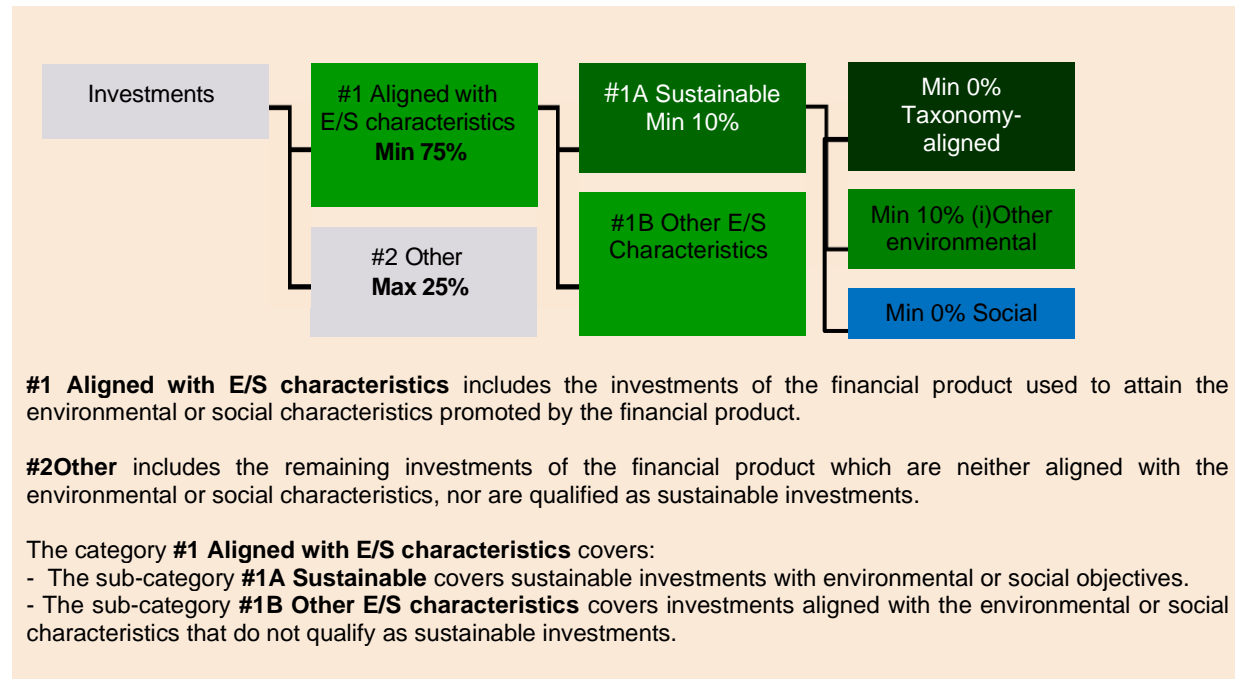 Investments
#1 Aligned with
E/S characteristics
Min 75%
#2 Other
Max 25%
#1A Sustainable
Min 10%
#1B Other E/S
Characteristics
Min 0%
Taxonomy-
aligned
Min 10% (i)Other
environmental
Min 0% Social
#1 Aligned with E/S characteristics includes the investments of the financial product used to attain the
environmental or social characteristics promoted by the financial product.
#2Other includes the remaining investments of the financial product which are neither aligned with the
environmental or social characteristics, nor are qualified as sustainable investments.
The category #1 Aligned with E/S characteristics covers:
- The sub-category #1A Sustainable covers sustainable investments with environmental or social objectives.
- The sub-category #1B Other E/S characteristics covers investments aligned with the environmental or social
characteristics that do not qualify as sustainable investments.